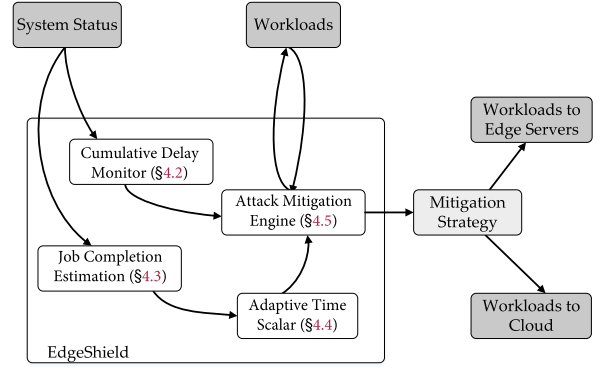 System Status
Workloads
Workloads to
Edge Servers
Cumulative Delay
Monitor (§4.2)
Attack Mitigation
Engine (§4.5)
Mitigation
Strategy
Job Completion
Estimation (§4.3)
Adaptive Time
Scalar (§4.4)
Workloads to
Cloud
EdgeShield